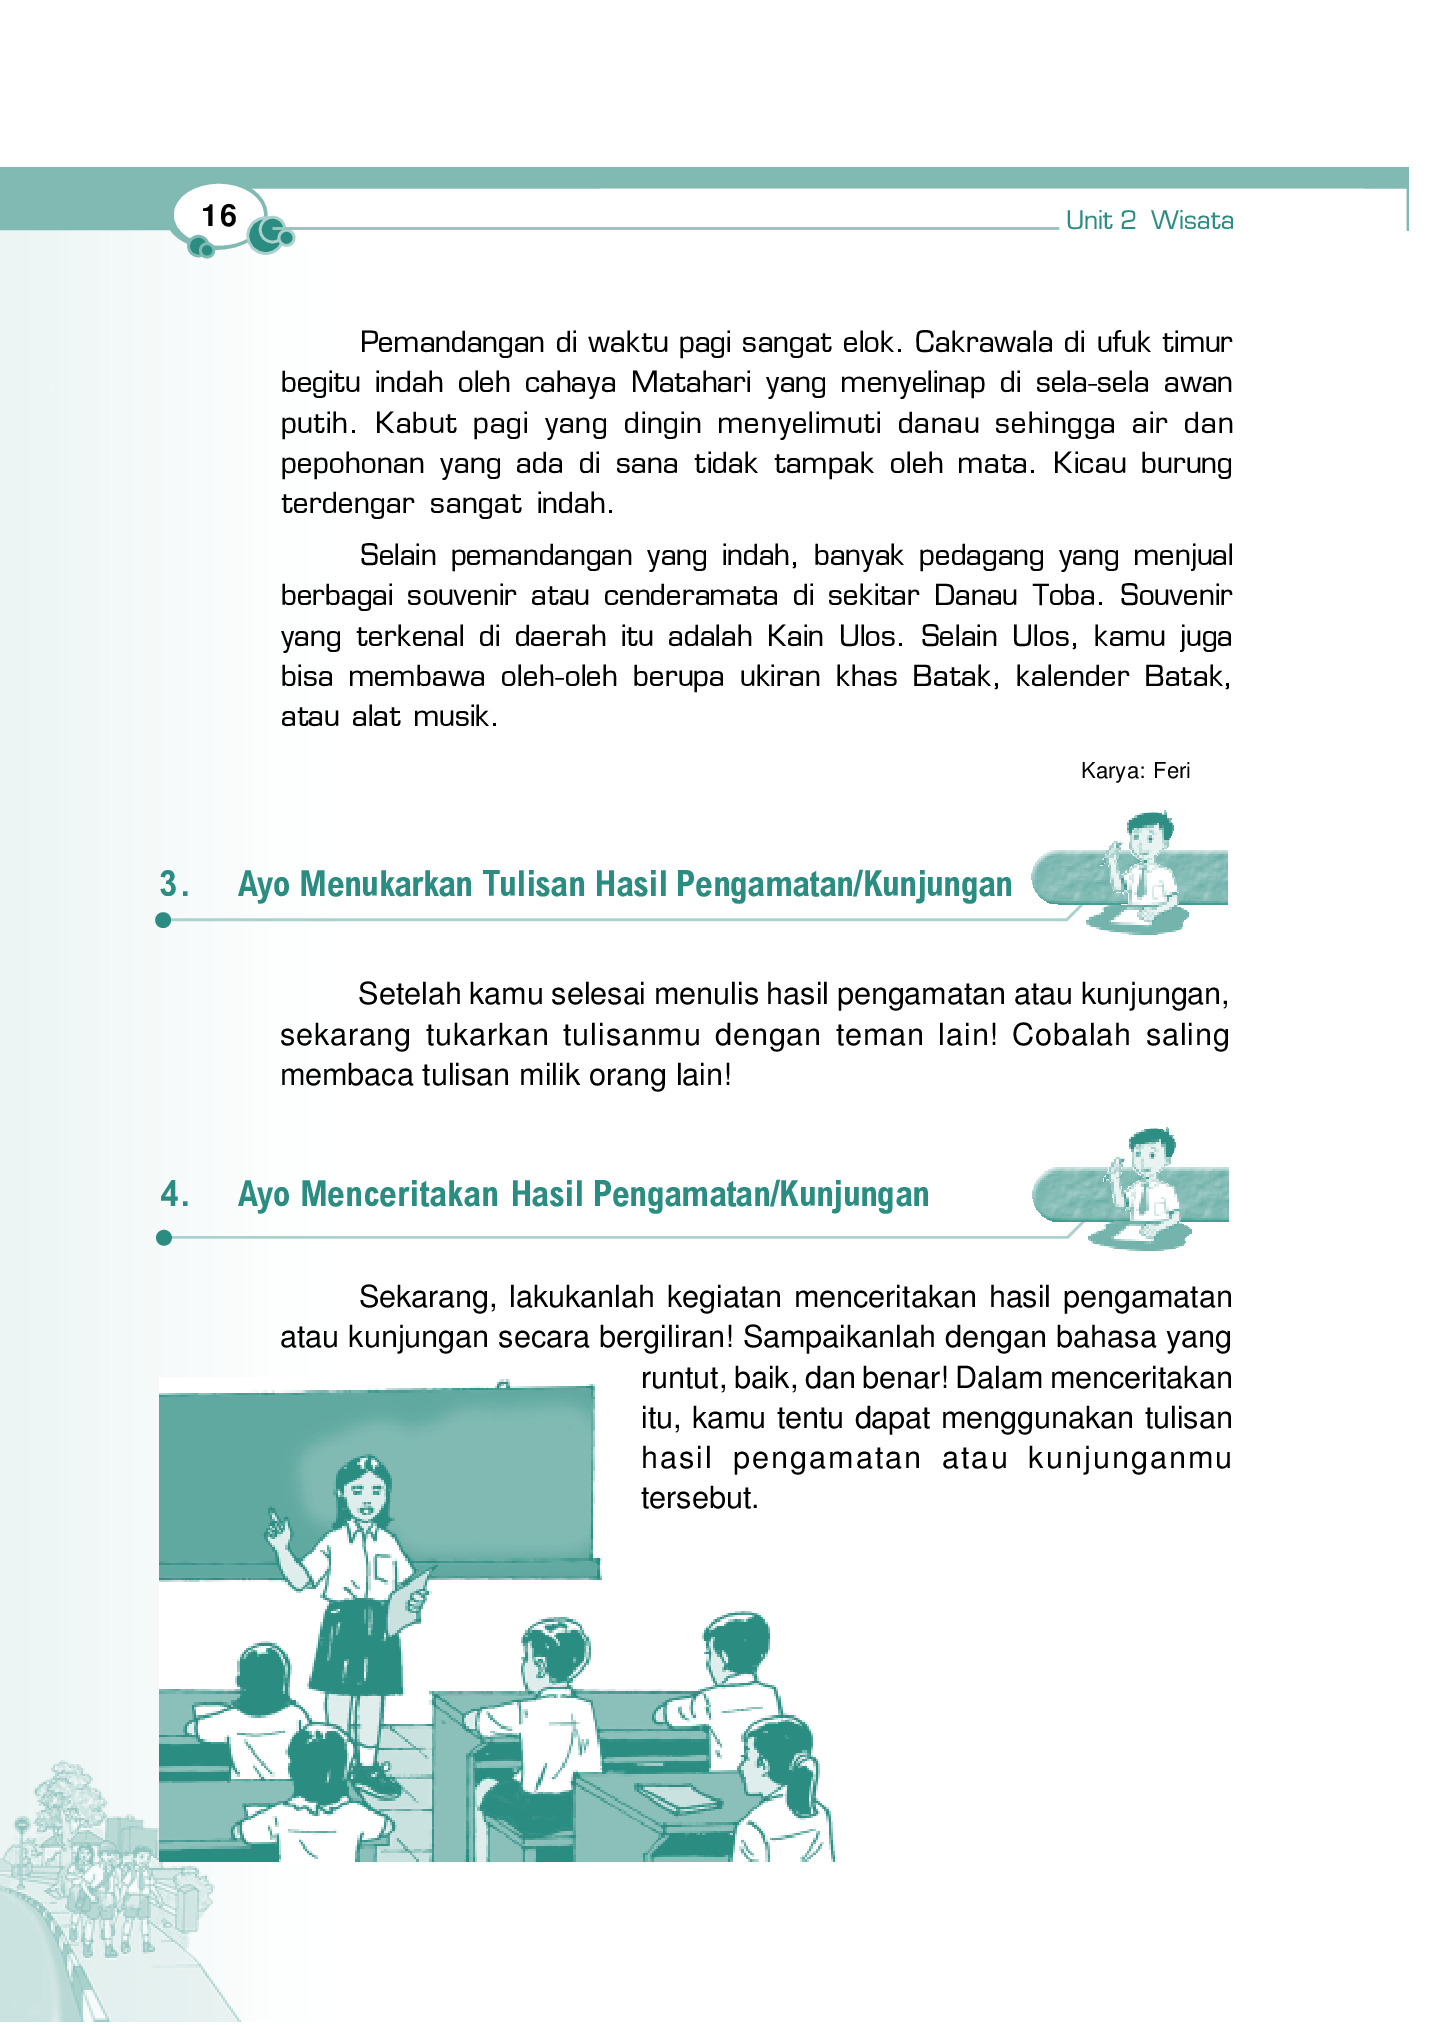 16
Unit 2 Wisata
Pemandangan di waktu pagi sangat elok. Cakrawala di ufuk timur
begitu indah oleh cahaya Matahari yang menyelinap di sela-sela awan
putih. Kabut pagi yang dingin menyelimuti danau sehingga air dan
pepohonan yang ada di sana tidak tampak oleh mata. Kicau burung
terdengar sangat indah.
Selain pemandangan yang indah, banyak pedagang yang menjual
berbagai souvenir atau cenderamata di sekitar Danau Toba. Souvenir
yang terkenal di daerah itu adalah Kain Ulos. Selain Ulos, kamu juga
bisa membawa oleh-oleh berupa ukiran khas Batak, kalender Batak,
atau alat musik.
Karya: Feri
3. Ayo Menukarkan Tulisan Hasil Pengamatan/Kunjungan
Setelah kamu selesai menulis hasil pengamatan atau kunjungan,
sekarang tukarkan tulisanmu dengan teman lain! Cobalah saling
membaca tulisan milik orang lain!
4. Ayo Menceritakan Hasil Pengamatan/Kunjungan
Sekarang, lakukanlah kegiatan menceritakan hasil pengamatan
atau kunjungan secara bergiliran! Sampaikanlah dengan bahasa yang
runtut, baik, dan benar! Dalam menceritakan
itu, kamu tentu dapat menggunakan tulisan
hasil pengamatan atau kunjunganmu
tersebut.